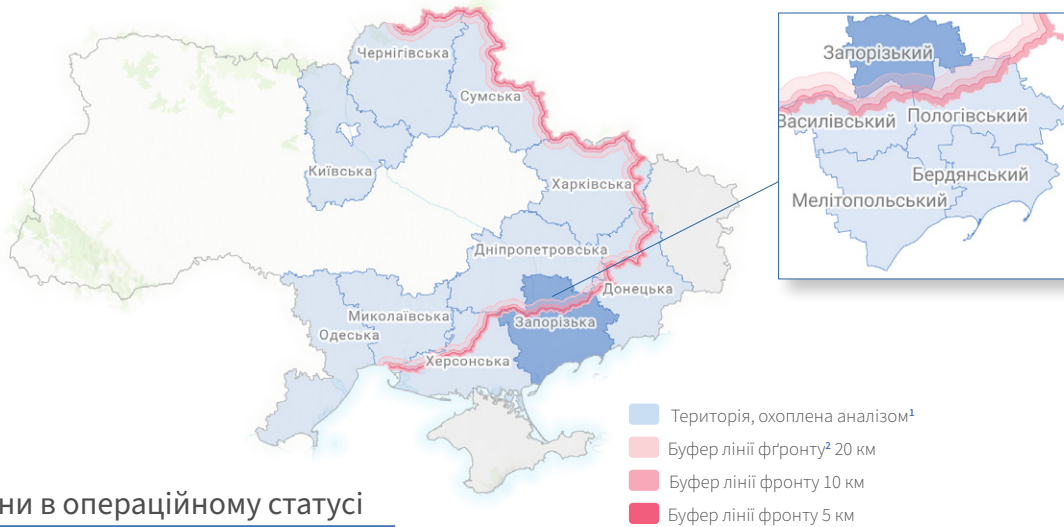 Чернігівська
Сумська
Київська
Харківська
Дніпропетровська
Донецька
Запорізька
Миколаївська
Одеська
Херсонська
Запорізький
Василівський
Пологівський
Бердянський
Мелітопольський
Територія, охоплена аналізом¹
Буфер лінії фґронту² 20 км
Буфер лінії фронту 10 км
Буфер лінії фронту 5 км
ни в операційному статусі